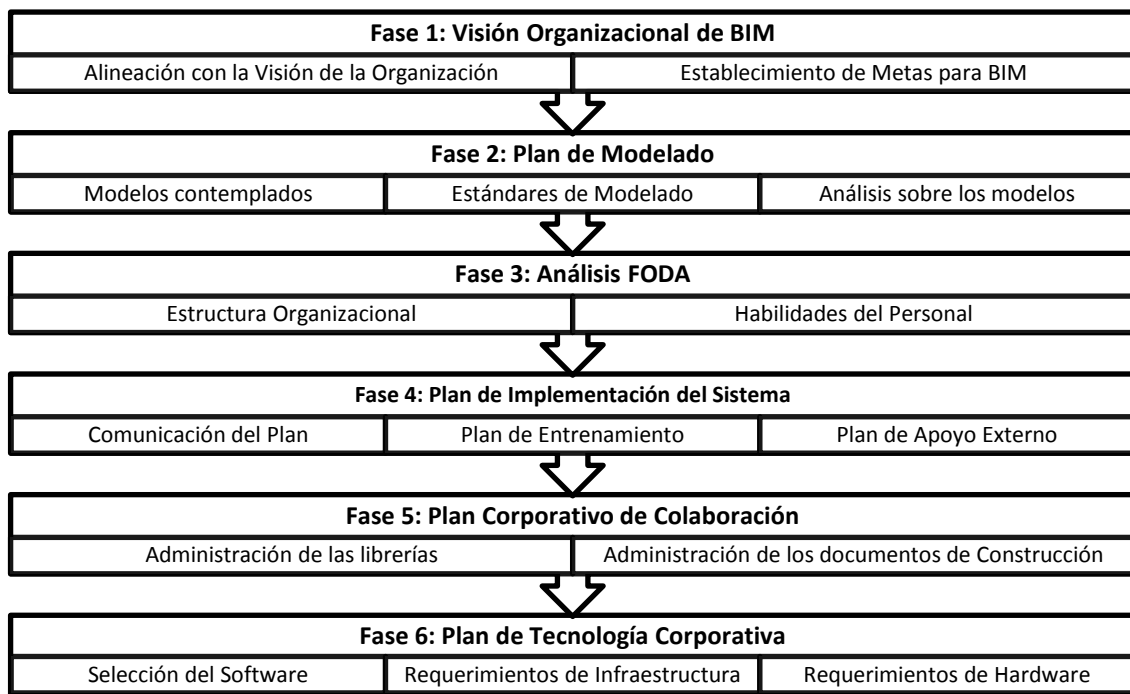 Fase 1: Visión Organizacional de BIM
Alineación con la Visión de la Organización
Establecimiento de Metas para BIM
Fase 2: Plan de Modelado
Modelos contemplados
Estándares de Modelado
Análisis sobre los modelos
Fase 3: Análisis FODA
Estructura Organizacional
Habilidades del Personal
Fase 4: Plan de Implementación del Sistema
Comunicación del Plan
Plan de Entrenamiento
Plan de Apoyo Externo
Fase 5: Plan Corporativo de Colaboración
Administración de las librerías
Administración de los documentos de Construcción
Fase 6: Plan de Tecnología Corporativa
Selección del Software
Requerimientos de Infraestructura
Requerimientos de Hardware